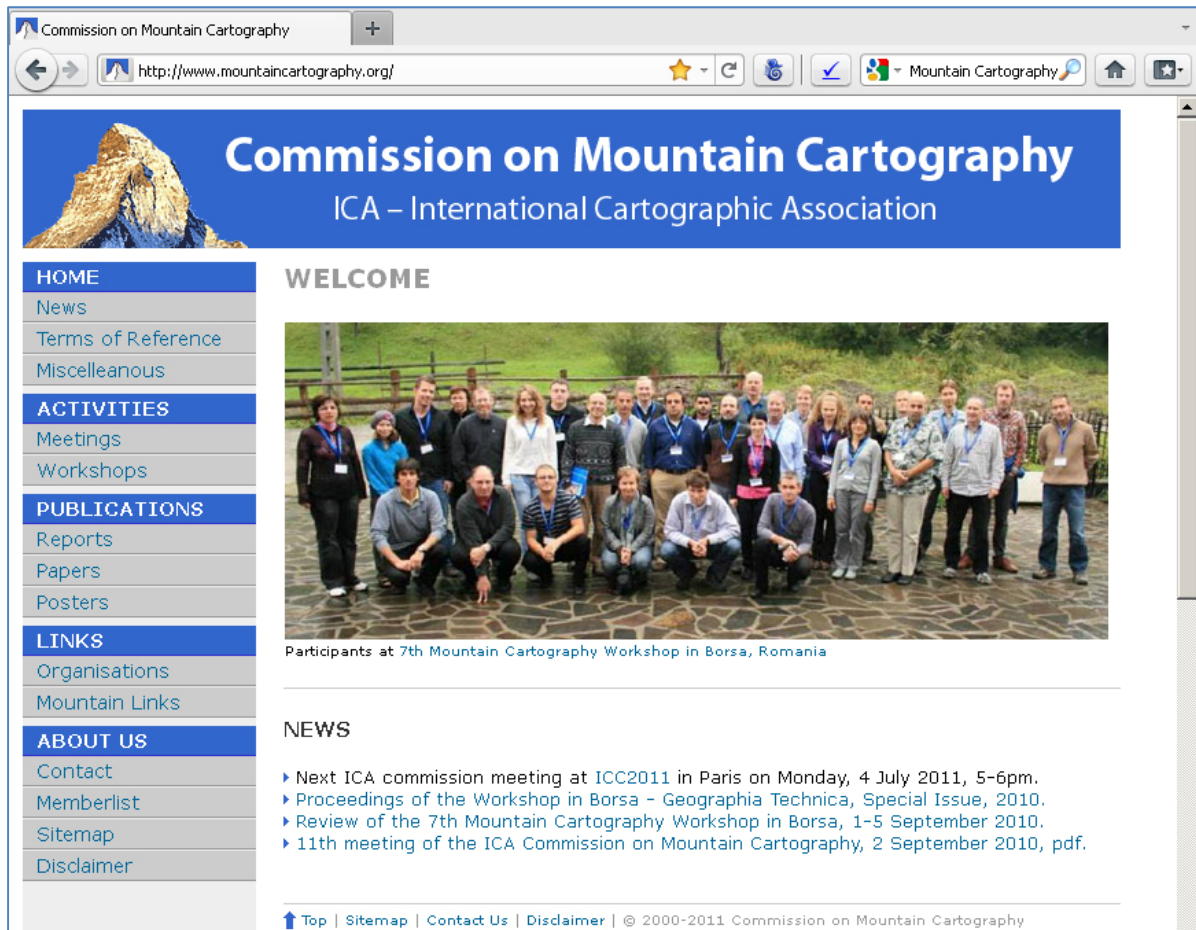 Commission on Mountain Cartography
http://www.mountaincartography.org/
Mountain Cartography
Commission on Mountain Cartography
ICA – International Cartographic Association
HOME
News
Terms of Reference
Miscelleanous
ACTIVITIES
Meetings
Workshops
PUBLICATIONS
Reports
Papers
Posters
LINKS
Organisations
Mountain Links
ABOUT US
Contact
Memberlist
Sitemap
Disclaimer
WELCOME
Participants at 7th Mountain Cartography Workshop in Borsa, Romania
NEWS
Next ICA commission meeting at ICC2011 in Paris on Monday, 4 July 2011, 5-6pm.
Proceedings of the Workshop in Borsa - Geographia Technica, Special Issue, 2010.
Review of the 7th Mountain Cartography Workshop in Borsa, 1-5 September 2010.
11th meeting of the ICA Commission on Mountain Cartography, 2 September 2010, pdf.
Top | Sitemap | Contact Us | Disclaimer | © 2000-2011 Commission on Mountain Cartography